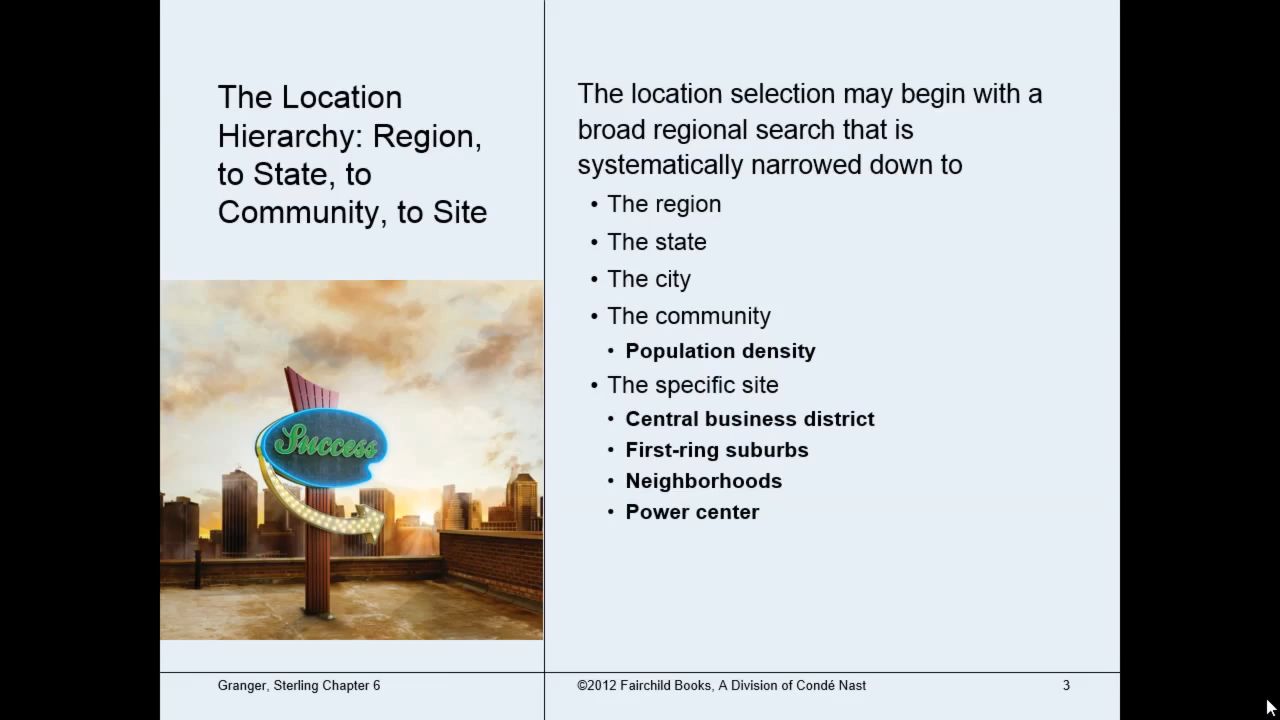 The Location
Hierarchy: Region,
to State, to
Community, to Site
Success
The location selection may begin with a
broad regional search that is
systematically narrowed down to
• The region
• The state
• The city
• The community
• Population density
• The specific site
• Central business district
• First-ring suburbs
• Neighborhoods
• Power center
Granger, Sterling Chapter 6
©2012 Fairchild Books, A Division of Condé Nast
3